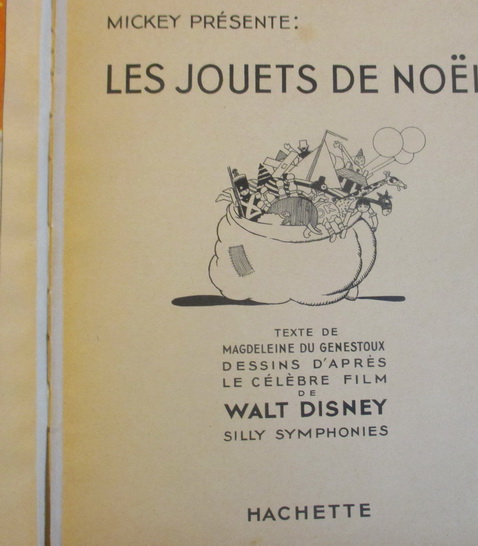 MICKEY PRÉSENTE:
LES JOUETS DE NOËL
TEXTE DE
MAGDELEINE DU GENESTOUX
DESSINS D'APRÈS
LE CÉLÈBRE FILM
DE
WALT DISNEY
SILLY SYMPHONIES
HACHETTE